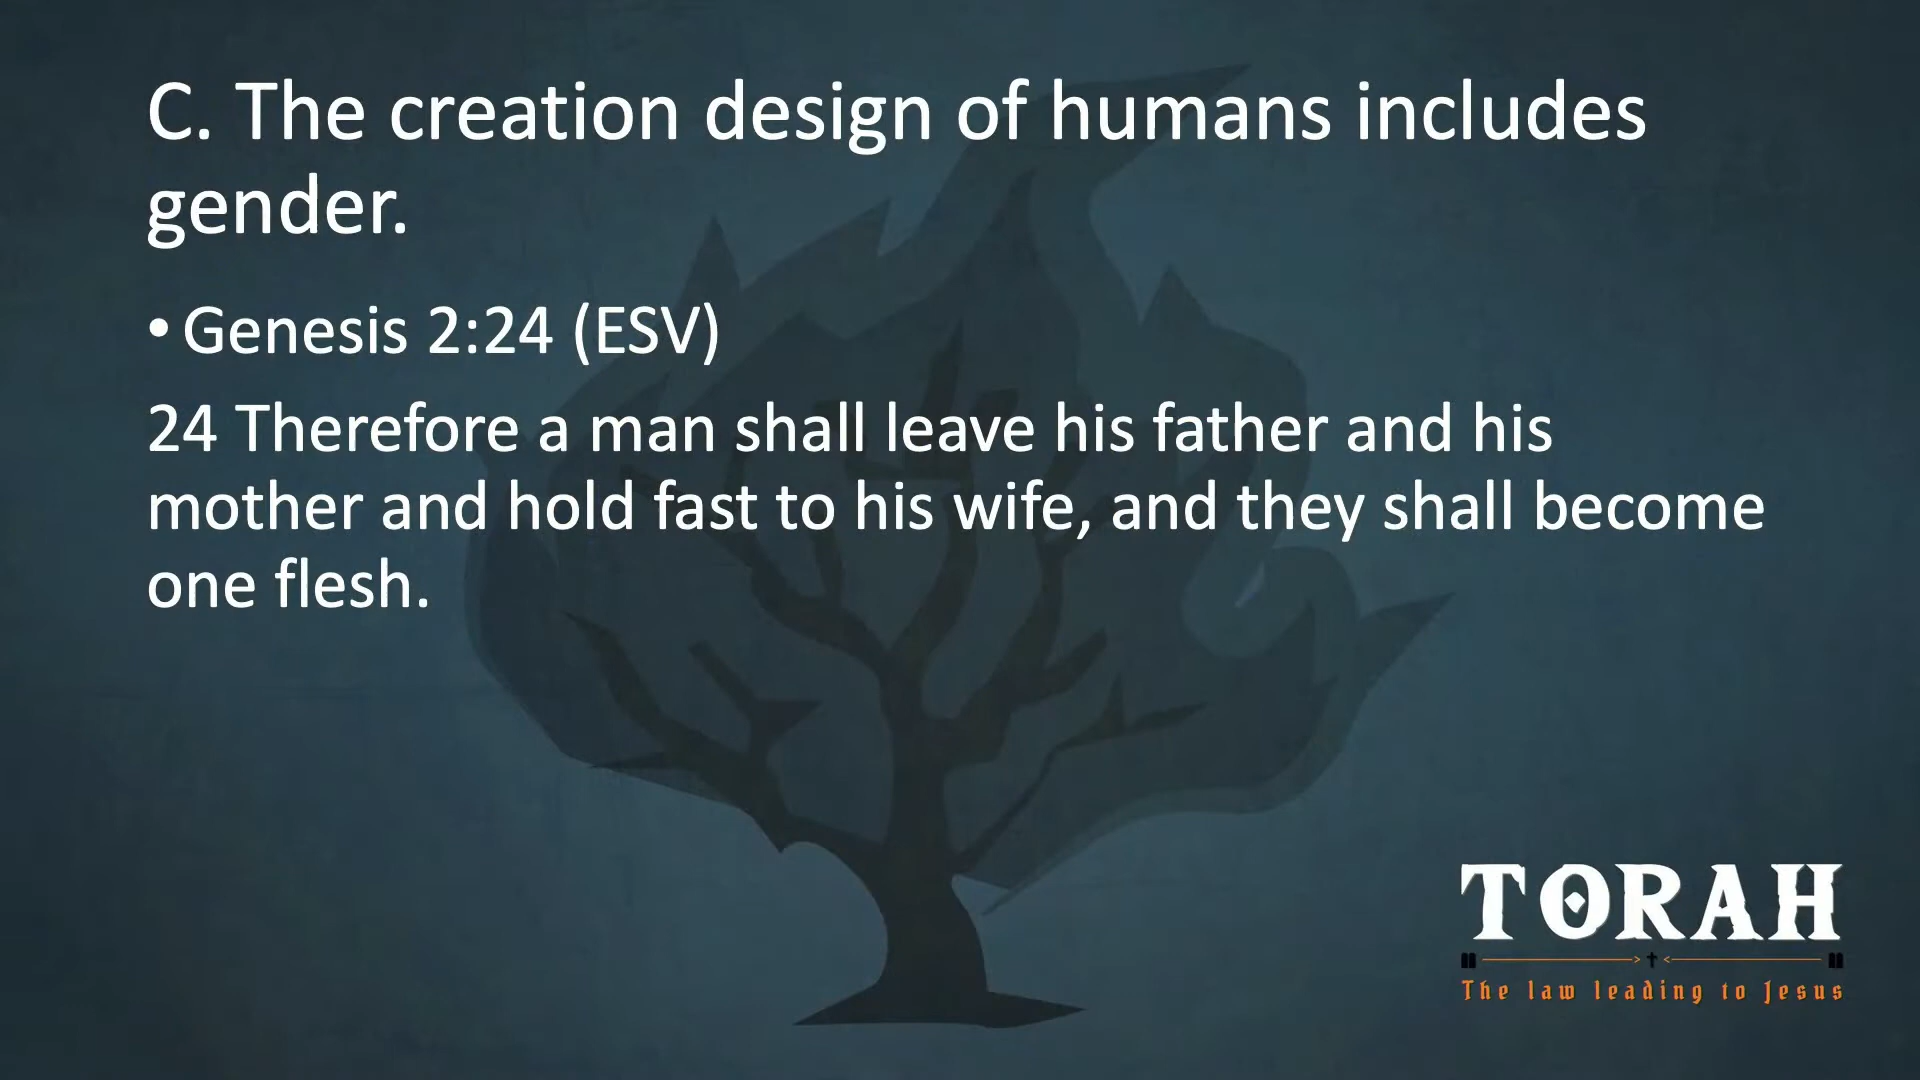 C. The creation design of humans includes
gender.
• Genesis 2:24 (ESV)
24 Therefore a man shall leave his father and his
mother and hold fast to his wife, and they shall become
one flesh.
TORAH
The law leading to Jesus